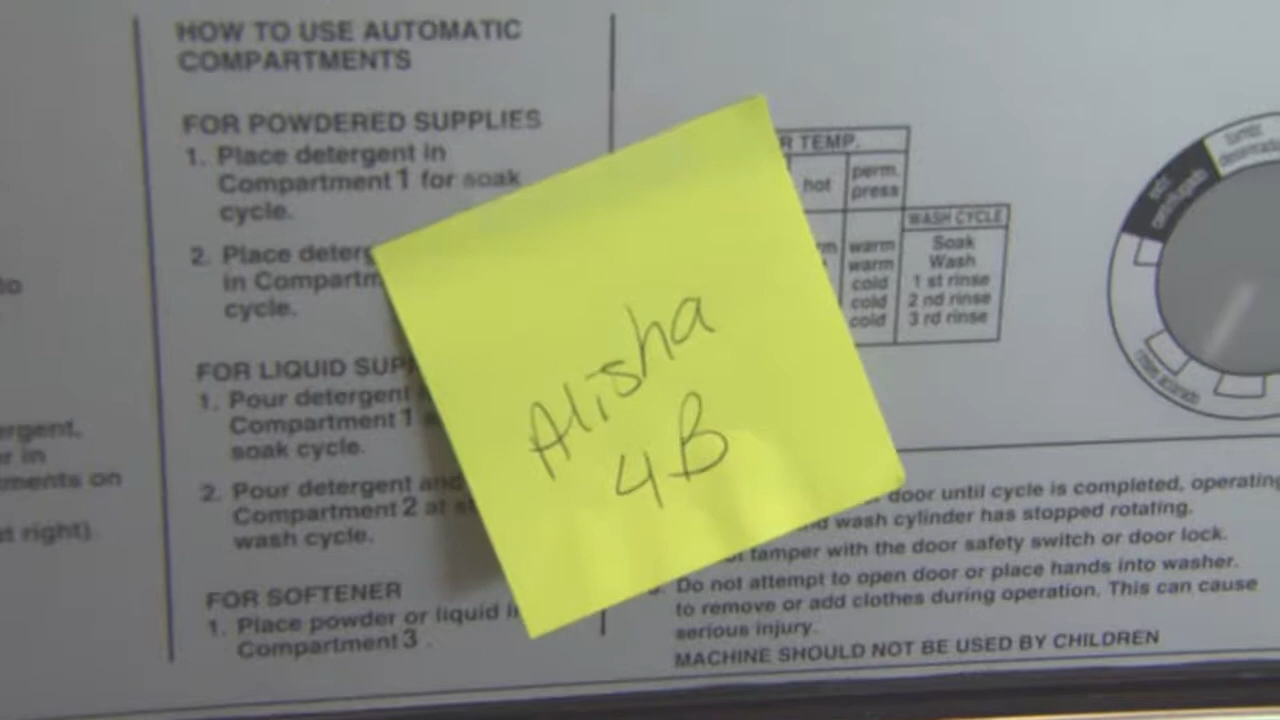 HOW TO USE AUTOMATIC
COMPARTMENTS
FOR POWDERED SUPPLIES
1. Place detergent in
Compartment 1 for soak
cycle.
2. Place deterg
in Compartm
cycle.
FOR LIQUID SUP
1. Pour detergent
Compartment 1
soak cycle.
2. Pour detergent and
Compartment 2 at
wash cycle.
FOR SOFTENER
1. Place powder or liquid
Compartment 3.
ergent.
in
ments on
at right).
Alisha
4B
R TEMP.
hot
perm.
press
WASH CYCLE
warm Soak
warm Wash
cold 1 st rinse
cold 2 nd rinse
cold 3 rd rinse
door until cycle is completed, operating
wash cylinder has stopped rotating.
tamper with the door safety switch or door lock.
Do not attempt to open door or place hands into washer.
to remove or add clothes during operation. This can cause
serious injury.
MACHINE SHOULD NOT BE USED BY CHILDREN